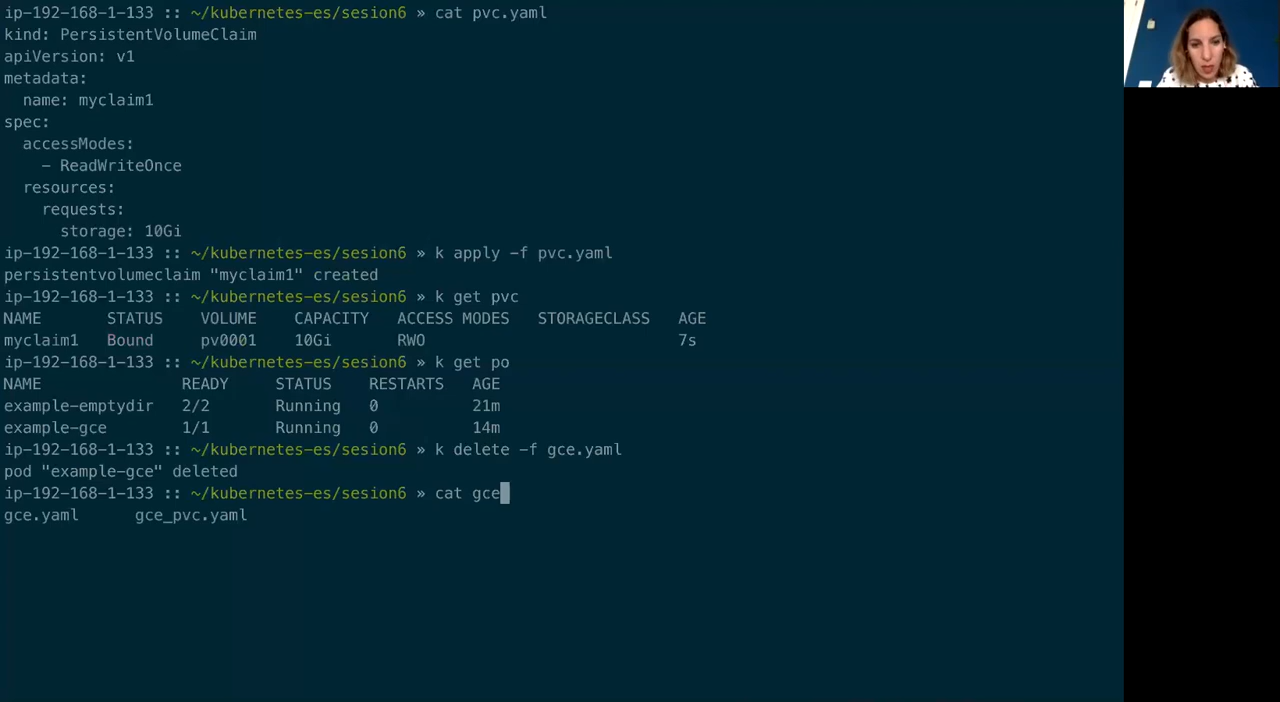 ip-192-168-1-133 :: ~/kubernetes-es/sesion6 » cat pvc.yaml
kind: PersistentVolumeClaim
apiVersion: v1
metadata:
  name: myclaim1
spec:
  accessModes:
    - ReadWriteOnce
  resources:
    requests:
      storage: 10Gi
ip-192-168-1-133 :: ~/kubernetes-es/sesion6 » k apply -f pvc.yaml
persistentvolumeclaim "myclaim1" created
ip-192-168-1-133 :: ~/kubernetes-es/sesion6 » k get pvc
NAME       STATUS    VOLUME    CAPACITY   ACCESS MODES   STORAGECLASS   AGE
myclaim1   Bound     pv0001    10Gi       RWO                           7s
ip-192-168-1-133 :: ~/kubernetes-es/sesion6 » k get po
NAME               READY     STATUS    RESTARTS   AGE
example-emptydir   2/2       Running   0          21m
example-gce        1/1       Running   0          14m
ip-192-168-1-133 :: ~/kubernetes-es/sesion6 » k delete -f gce.yaml
pod "example-gce" deleted
ip-192-168-1-133 :: ~/kubernetes-es/sesion6 » cat gce
gce.yaml      gce_pvc.yaml